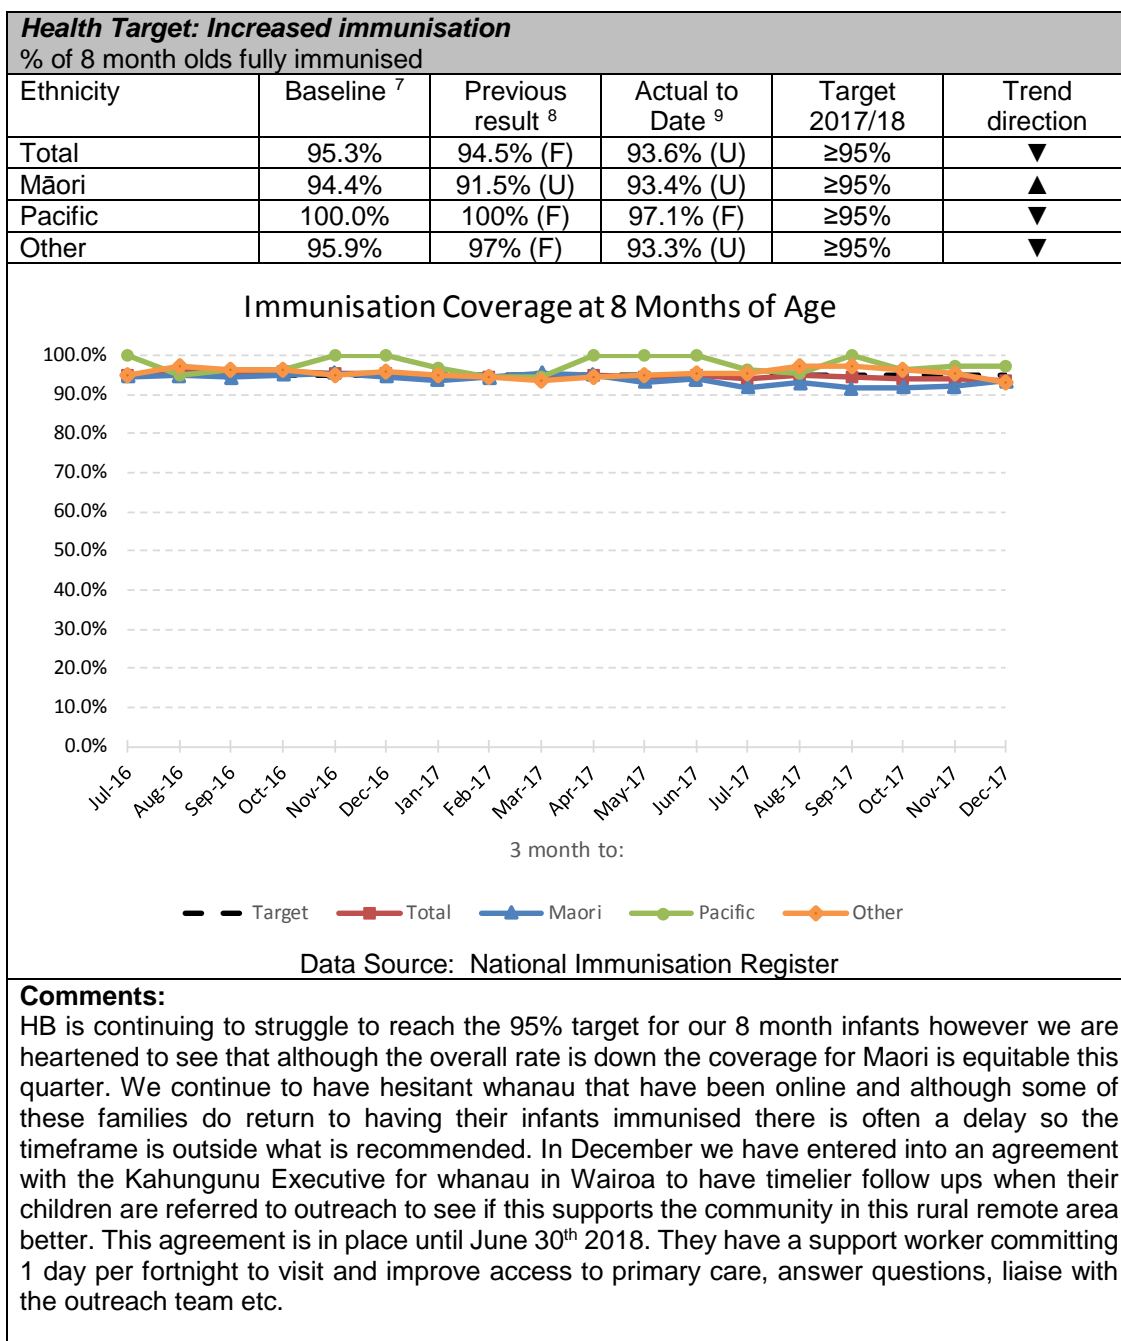 Health Target: Increased immunisation
% of 8 month olds fully immunised
Ethnicity Baseline 7 Previous result 8 Actual to Date 9 Target 2017/18 Trend direction
Total 95.3% 94.5% (F) 93.6% (U) ≥95% ▼
Māori 94.4% 91.5% (U) 93.4% (U) ≥95% ▲
Pacific 100.0% 100% (F) 97.1% (F) ≥95% ▼
Other 95.9% 97% (F) 93.3% (U) ≥95% ▼
Immunisation Coverage at 8 Months of Age
100.0%
90.0%
80.0%
70.0%
60.0%
50.0%
40.0%
30.0%
20.0%
10.0%
0.0%
Jul-16 Aug-16 Sep-16 Oct-16 Nov-16 Dec-16 Jan-17 Feb-17 Mar-17 Apr-17 May-17 Jun-17 Jul-17 Aug-17 Sep-17 Oct-17 Nov-17 Dec-17
3 month to:
Target Total Maori Pacific Other
Data Source: National Immunisation Register
Comments:
HB is continuing to struggle to reach the 95% target for our 8 month infants however we are
heartened to see that although the overall rate is down the coverage for Maori is equitable this
quarter. We continue to have hesitant whanau that have been online and although some of
these families do return to having their infants immunised there is often a delay so the
timeframe is outside what is recommended. In December we have entered into an agreement
with the Kahungunu Executive for whanau in Wairoa to have timelier follow ups when their
children are referred to outreach to see if this supports the community in this rural remote area
better. This agreement is in place until June 30th 2018. They have a support worker committing
1 day per fortnight to visit and improve access to primary care, answer questions, liaise with
the outreach team etc.